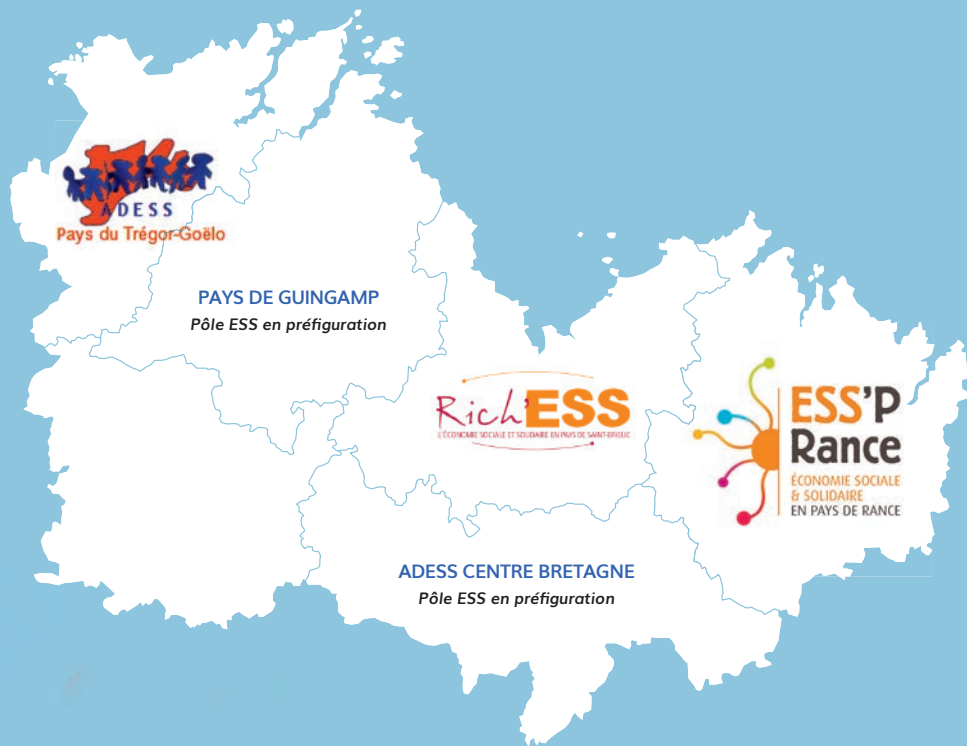 ADESS
Pays du Trégor-Goëlo
PAYS DE GUINGAMP
Pôle ESS en préfiguration
Rich'ESS
L'ÉCONOMIE SOCIALE ET SOLIDAIRE EN PAYS DE SAINT-BRIEUC
ESS'P
Rance
ÉCONOMIE SOCIALE
& SOLIDAIRE
EN PAYS DE RANCE
ADESS CENTRE BRETAGNE
Pôle ESS en préfiguration